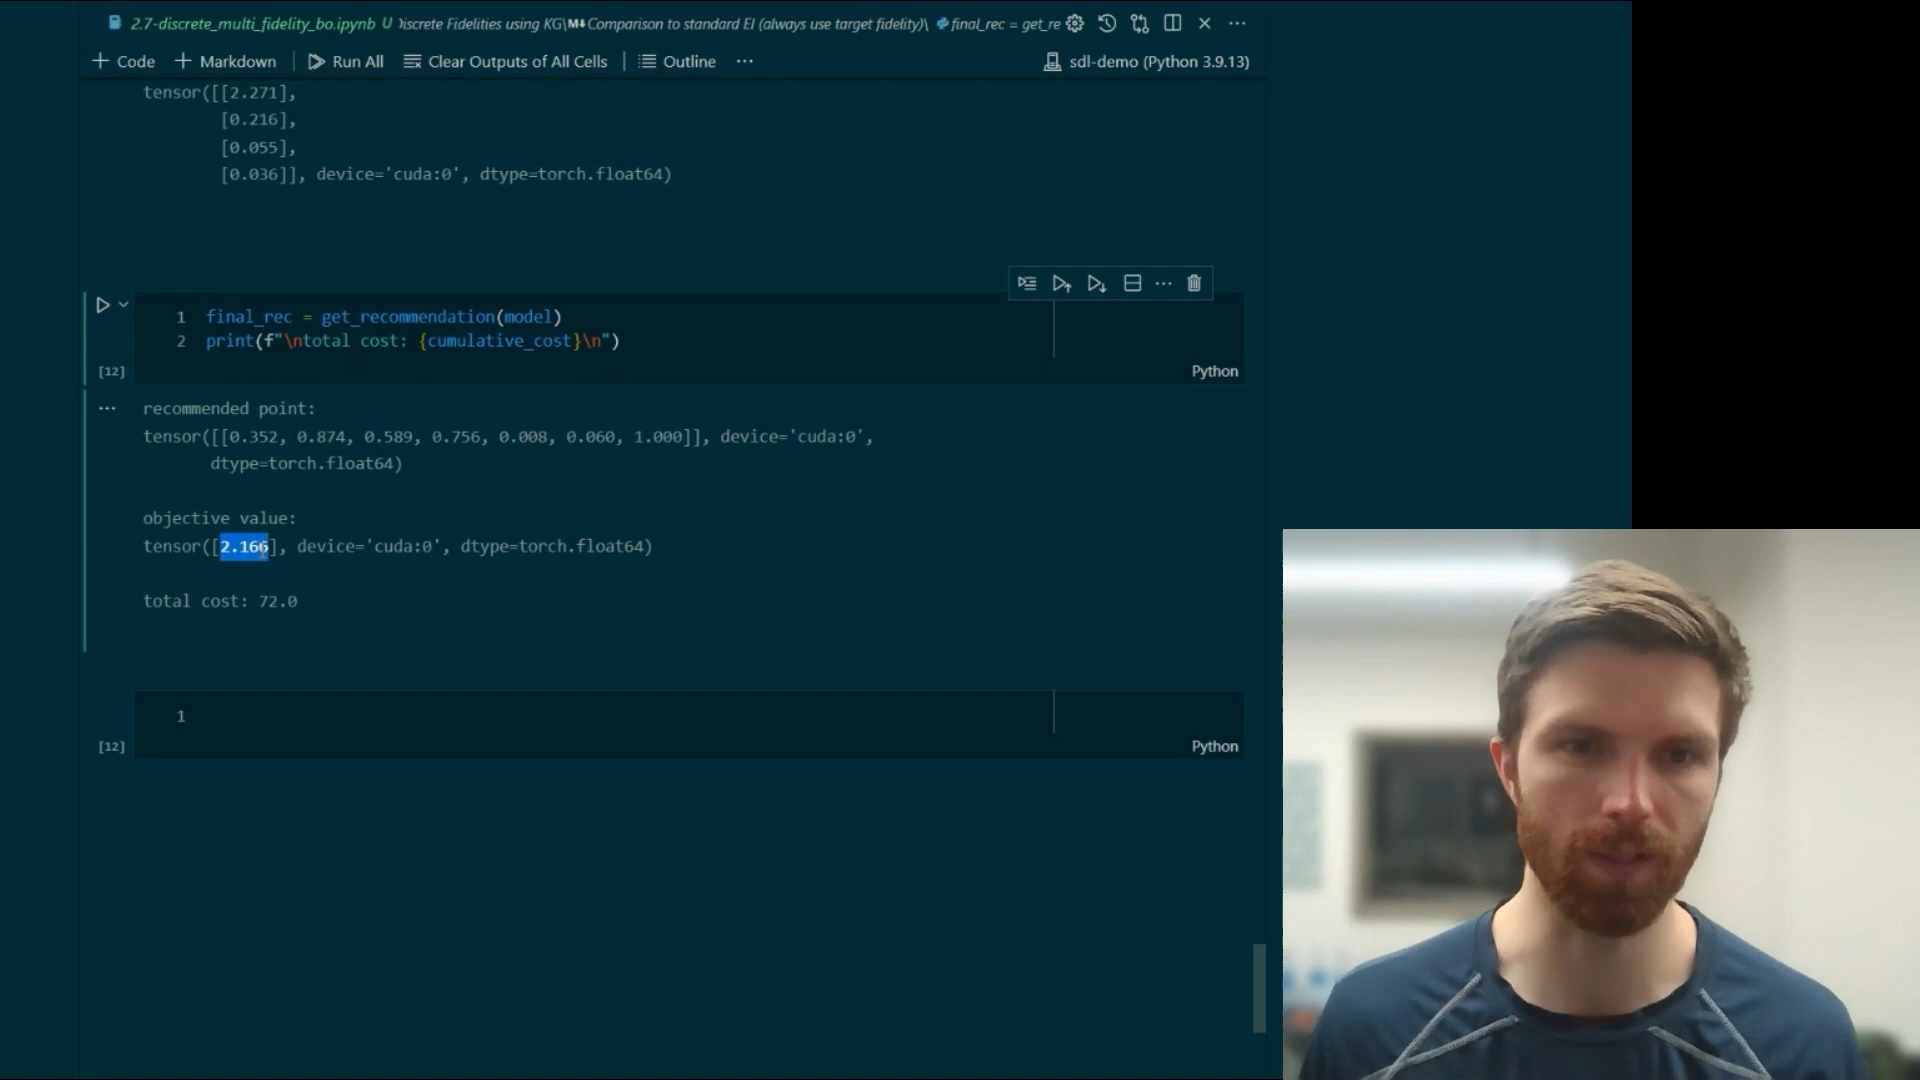 2.7-discrete_multi_fidelity_bo.ipynb U Discrete Fidelities using KG\M↓Comparison to standard EI (always use target fidelity)\ final_rec = get_re
Code Markdown Run All Clear Outputs of All Cells Outline ... sdl-demo (Python 3.9.13)
tensor([[2.271],
[0.216],
[0.055],
[0.036]], device='cuda:0', dtype=torch.float64)
1 final_rec = get_recommendation(model)
2 print(f"\ntotal cost: {cumulative_cost}\n")
[12] Python
recommended point:
tensor([[0.352, 0.874, 0.589, 0.756, 0.008, 0.060, 1.000]], device='cuda:0',
dtype=torch.float64)
objective value:
tensor([2.166], device='cuda:0', dtype=torch.float64)
total cost: 72.0
1
[12] Python